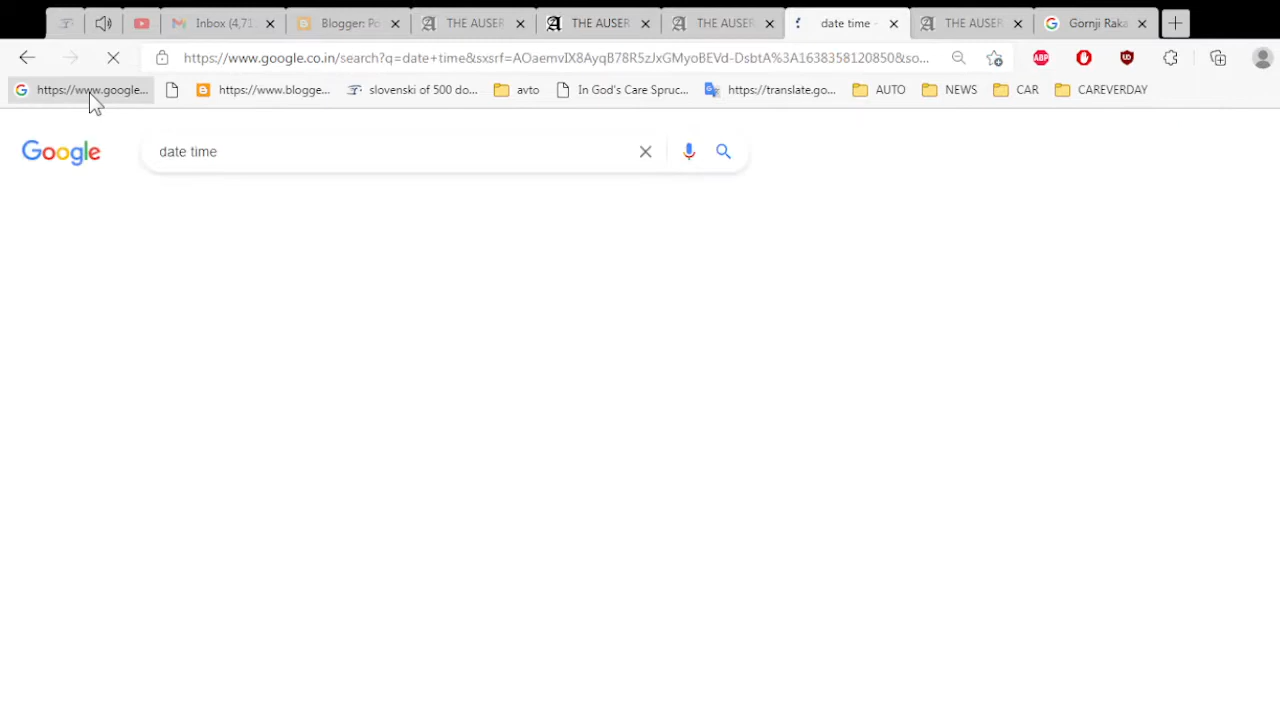 Inbox (4,71 Blogger: Po THE AUSER THE AUSER THE AUSER date time - THE AUSER Gornji Raka
https://www.google.co.in/search?q=date+time&sxsrf=AOaemvIX8AyqB78R5zJxGMyoBEVd-DsbtA%3A1638358120850&so... ABP
https://www.google... https://www.blogge... slovenski of 500 do... avto In God's Care Spruc... https://translate.go... AUTO NEWS CAR CAREVERDAY
Google date time